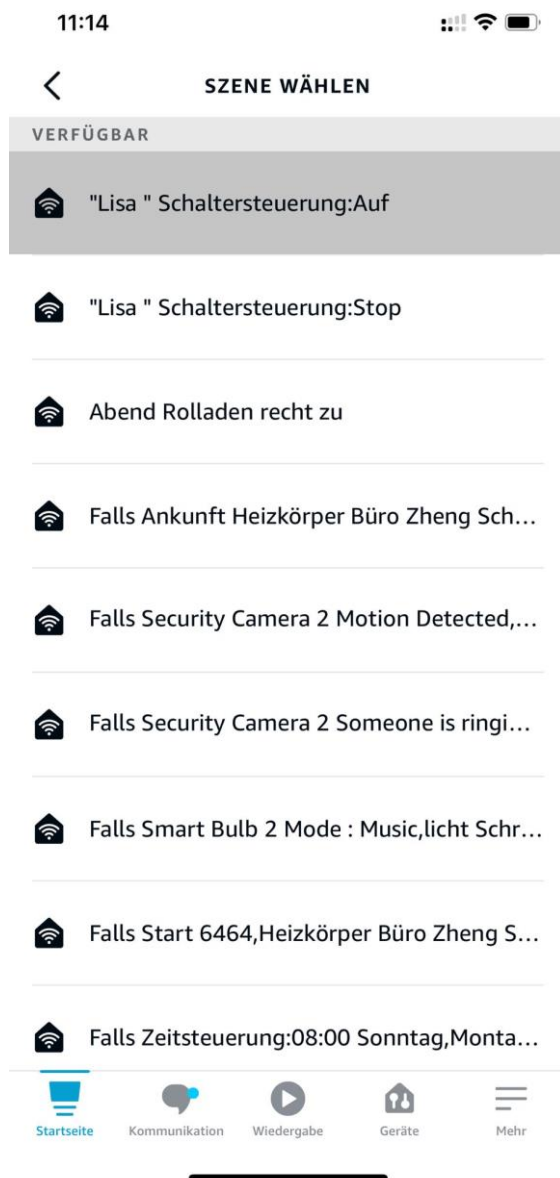 11:14
SZENE WÄHLEN
VERFÜGBAR
"Lisa " Schaltersteuerung:Auf
"Lisa " Schaltersteuerung:Stop
Abend Rolladen recht zu
Falls Ankunft Heizkörper Büro Zheng Sch...
Falls Security Camera 2 Motion Detected,...
Falls Security Camera 2 Someone is ringi...
Falls Smart Bulb 2 Mode : Music,licht Schr...
Falls Start 6464,Heizkörper Büro Zheng S...
Falls Zeitsteuerung:08:00 Sonntag,Monta...
Startseite Kommunikation Wiedergabe Geräte Mehr